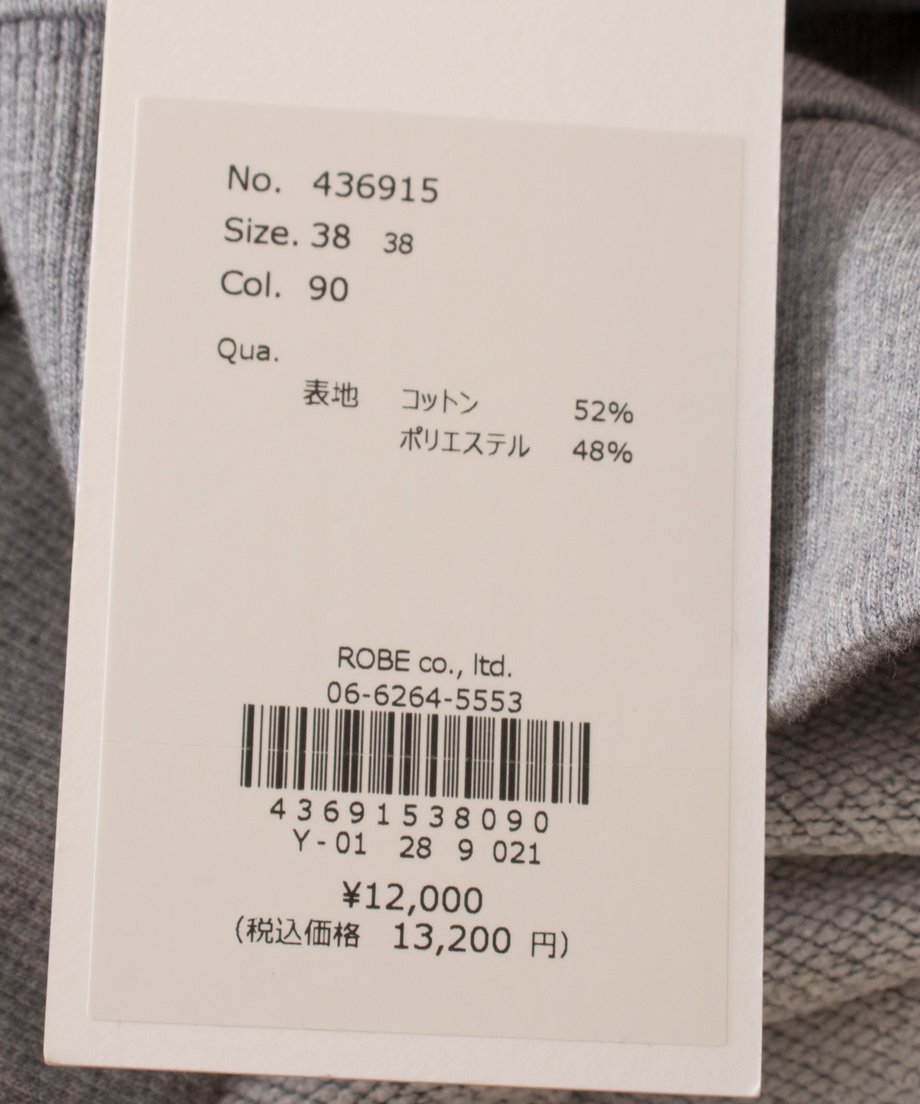 No. 436915
Size. 38 38
Col. 90
Qua.
表地 コットン 52%
ポリエステル 48%
ROBE co., ltd.
06-6264-5553
43691538090
Y-01 28 9 021
¥12,000
(税込価格 13,200 円)